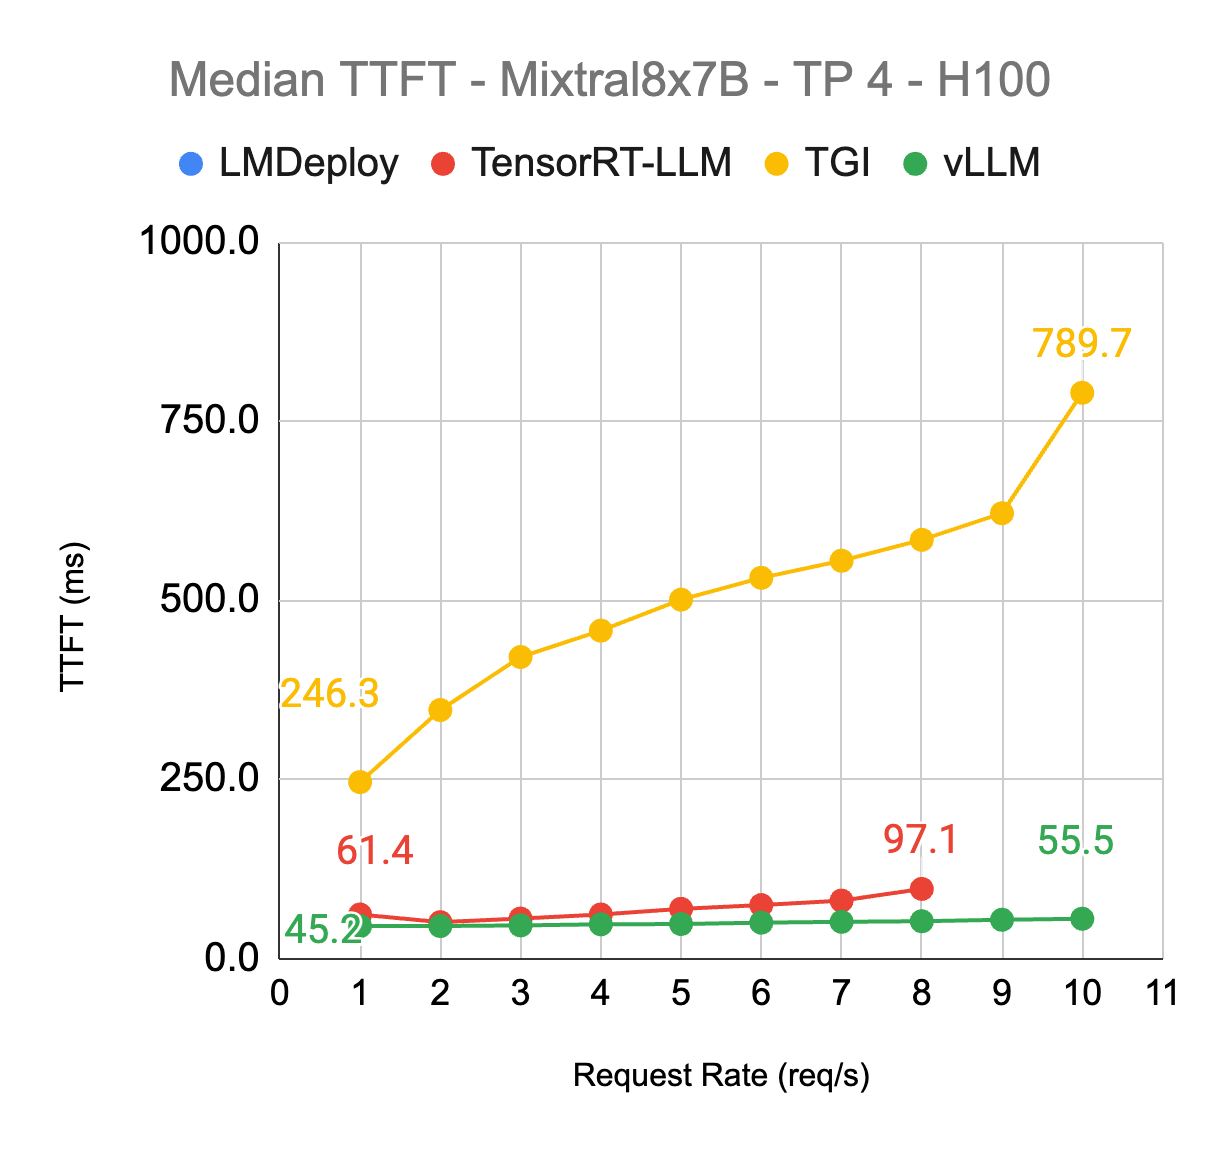 Median TTFT - Mixtral8x7B - TP 4 - H100
LMDeploy TensorRT-LLM TGI vLLM
1000.0
789.7
750.0
TTFT (ms)
500.0
246.3
250.0
61.4 97.1 55.5
45.2
0.0
0 1 2 3 4 5 6 7 8 9 10 11
Request Rate (req/s)